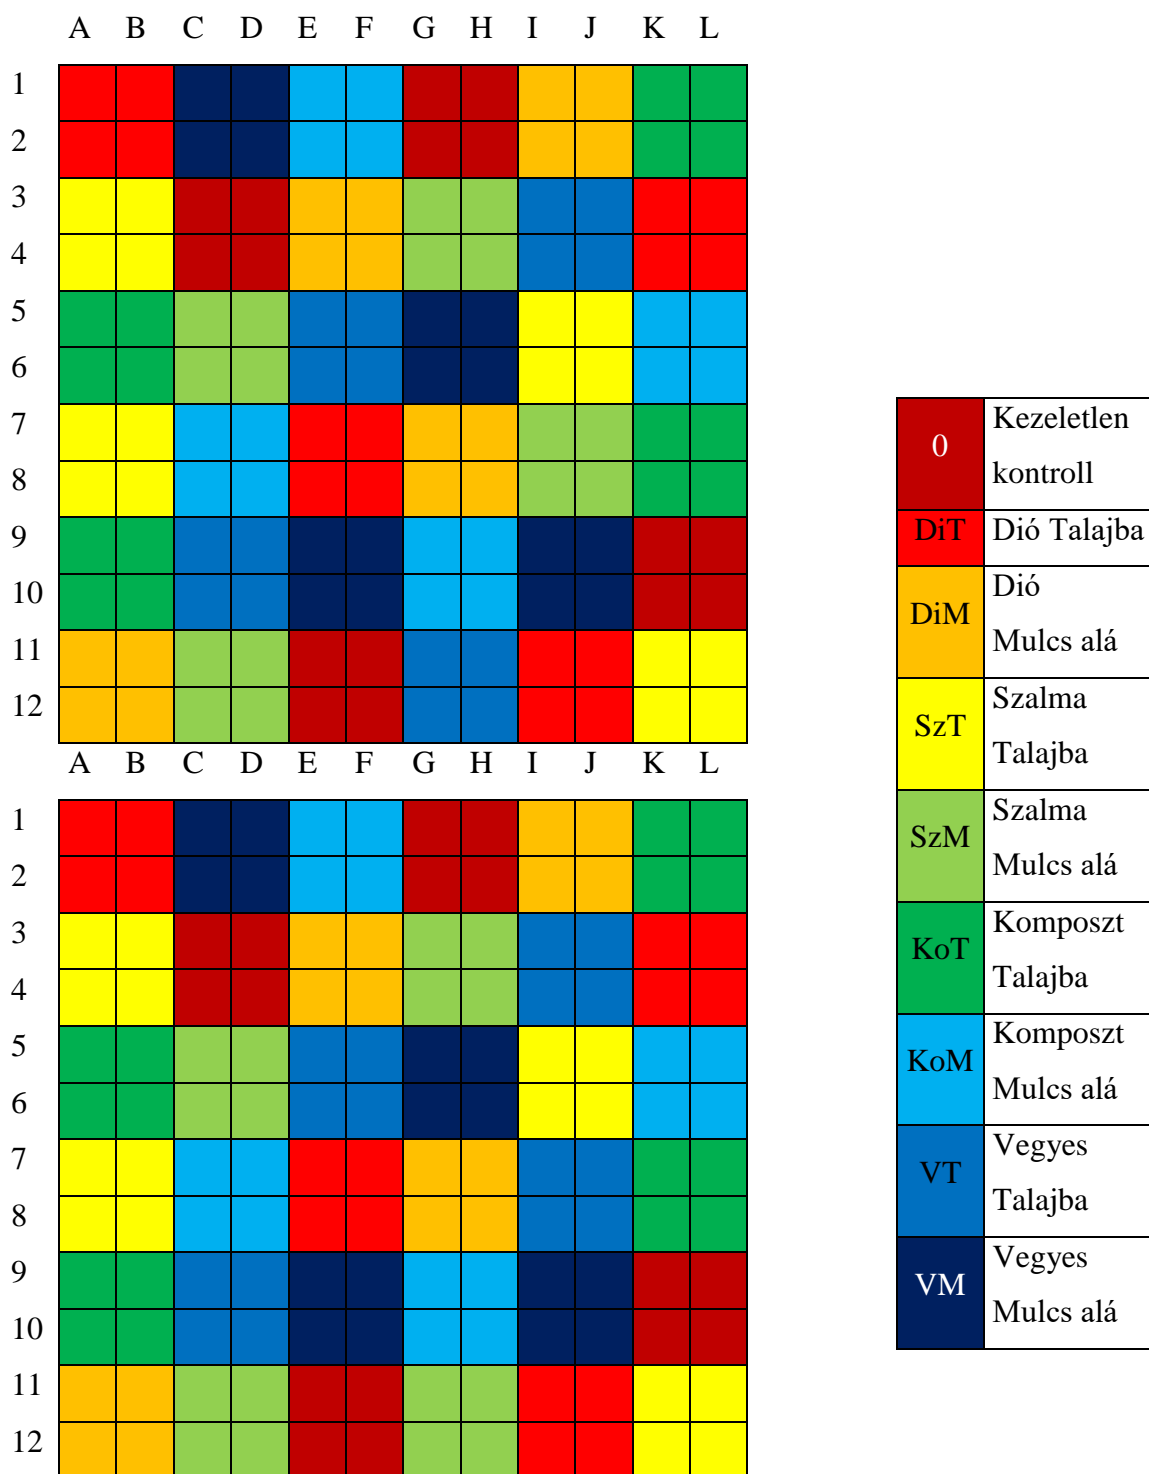 A B C D E F G H I J K L
1
2
3
4
5
6
7
8
9
10
11
12
A B C D E F G H I J K L
1
2
3
4
5
6
7
8
9
10
11
12
0 Kezeletlen
kontroll
DiT Dió Talajba
DiM Dió
Mulcs alá
SzT Szalma
Talajba
SzM Szalma
Mulcs alá
KoT Komposzt
Talajba
KoM Komposzt
Mulcs alá
VT Vegyes
Talajba
VM Vegyes
Mulcs alá